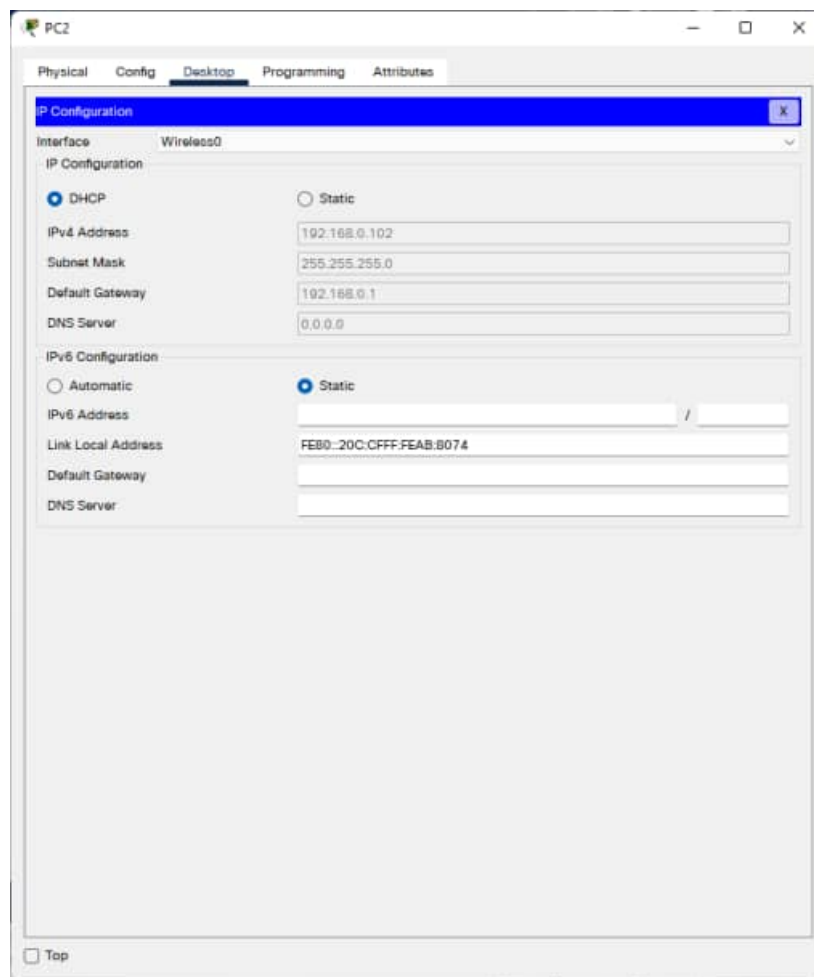 PC2
Physical Config Desktop Programming Attributes
IP Configuration X
Interface Wireless0
IP Configuration
DHCP Static
IPv4 Address 192.168.0.102
Subnet Mask 255.255.255.0
Default Gateway 192.168.0.1
DNS Server 0.0.0.0
IPv6 Configuration
Automatic Static
IPv6 Address /
Link Local Address FE80::20C:CFFF:FEAB:8074
Default Gateway
DNS Server
Top